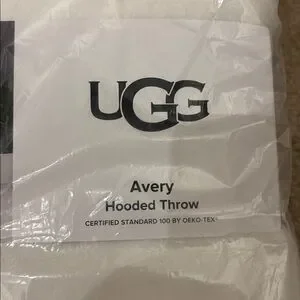 UGG
Avery
Hooded Throw
CERTIFIED STANDARD 100 BY OEKO-TEX®